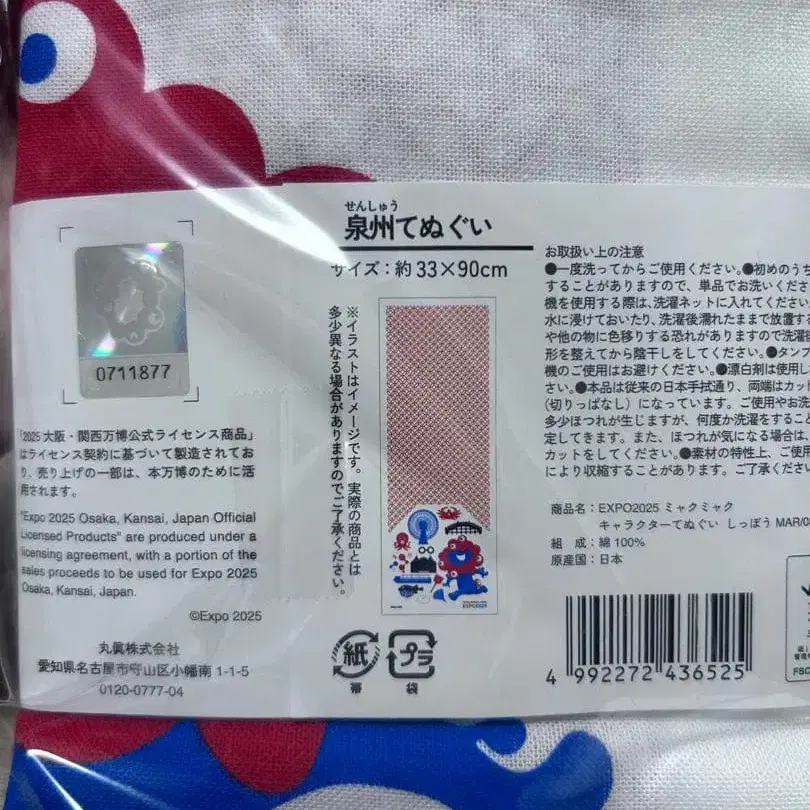 0711877
「2025 大阪・関西万博公式ライセンス商品」
はライセンス契約に基づいて製造されてお
り、売り上げの一部は、本万博のために活
用されます。
"Expo 2025 Osaka, Kansai, Japan Official
Licensed Products" are produced under a
licensing agreement, with a portion of the
sales proceeds to be used for Expo 2025
Osaka, Kansai, Japan.
©Expo 2025
丸眞株式会社
愛知県名古屋市守山区小幡南 1-1-5
0120-0777-04
せんしゅう
泉州てぬぐい
サイズ：約 33×90cm
※イラストはイメージです。実際の商品とは
多少異なる場合がありますのでご了承ください。
EXPO2025
紙
帯
プラ
袋
お取扱い上の注意
●一度洗ってからご使用ください。●初めのうち
することがありますので、単品でお洗いくださ
機を使用する際は、洗濯ネットに入れてください。
水に浸けておいたり、洗濯後濡れたままで放置す
や他の物に色移りする恐れがありますので洗濯後
形を整えてから陰干しをしてください。●タンブ
機のご使用はお避けください。●漂白剤は使用し
さい。●本品は従来の日本手拭通り、両端はカッ
(切りっぱなし）になっています。ご使用やお洗
多少ほつれが生じますが、何度か洗濯をすること
定してきます。また、ほつれが気になる場合は、
カットをしてください。●素材の特性上、ご使用
により収縮することがあります。ご了承ください
商品名：EXPO2025 ミャクミャク
キャラクターてぬぐい しっぽう MAR/
組 成：綿 100%
原産国：日本
4 992272 436525
FSC